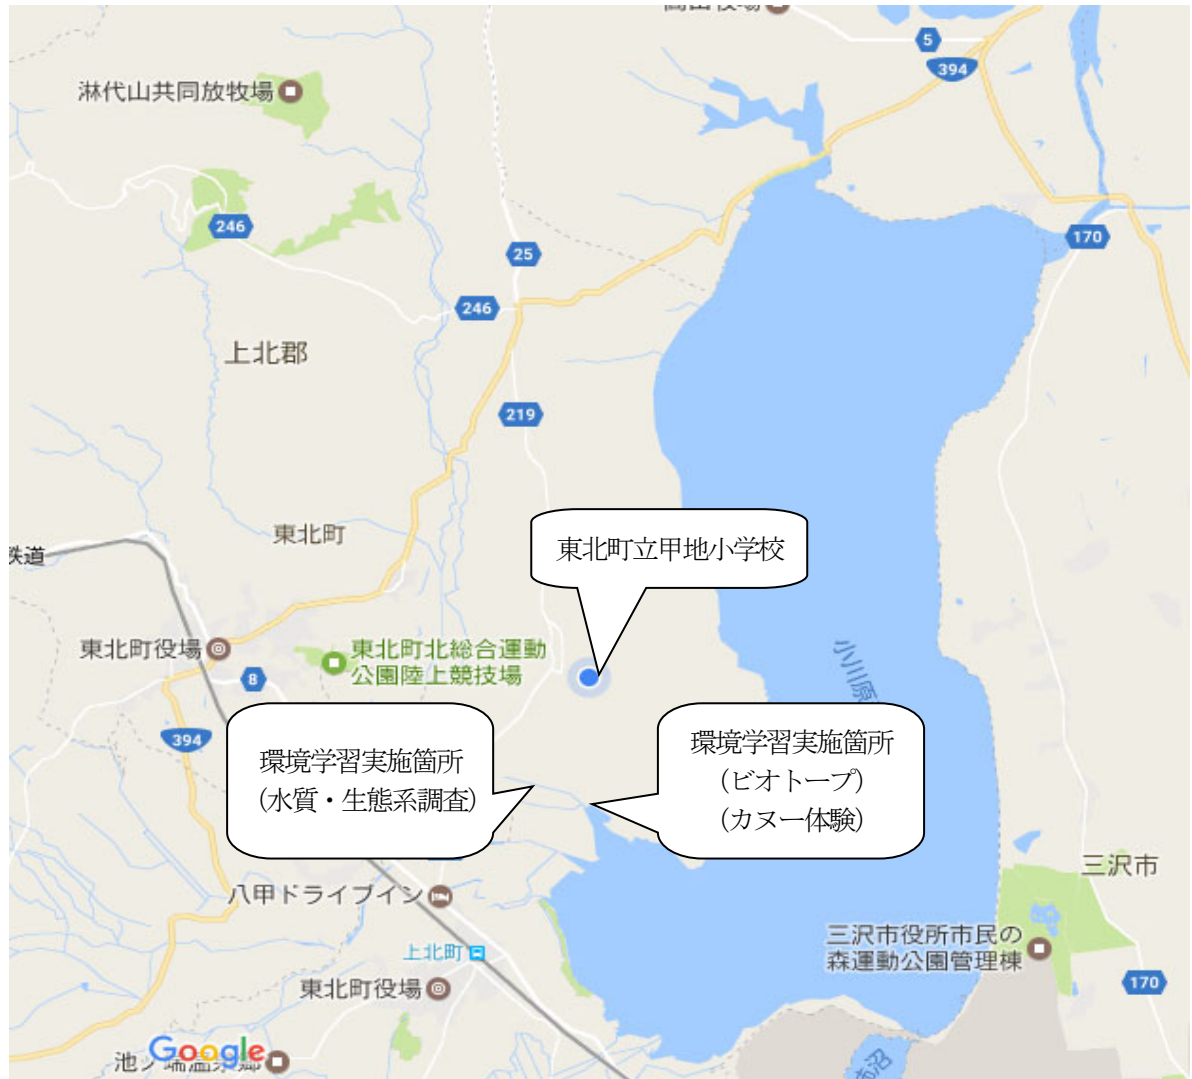 5
394
淋代山共同放牧場
246
170
25
246
上北郡
219
東北町
鉄道
東北町立甲地小学校
東北町役場
東北町北総合運動
公園陸上競技場
8
小川原
394
環境学習実施箇所
（水質・生態系調査）
環境学習実施箇所
（ビオトープ）
（カヌー体験）
三沢市
八甲ドライブイン
三沢市役所市民の
森運動公園管理棟
上北町
170
東北町役場
Google